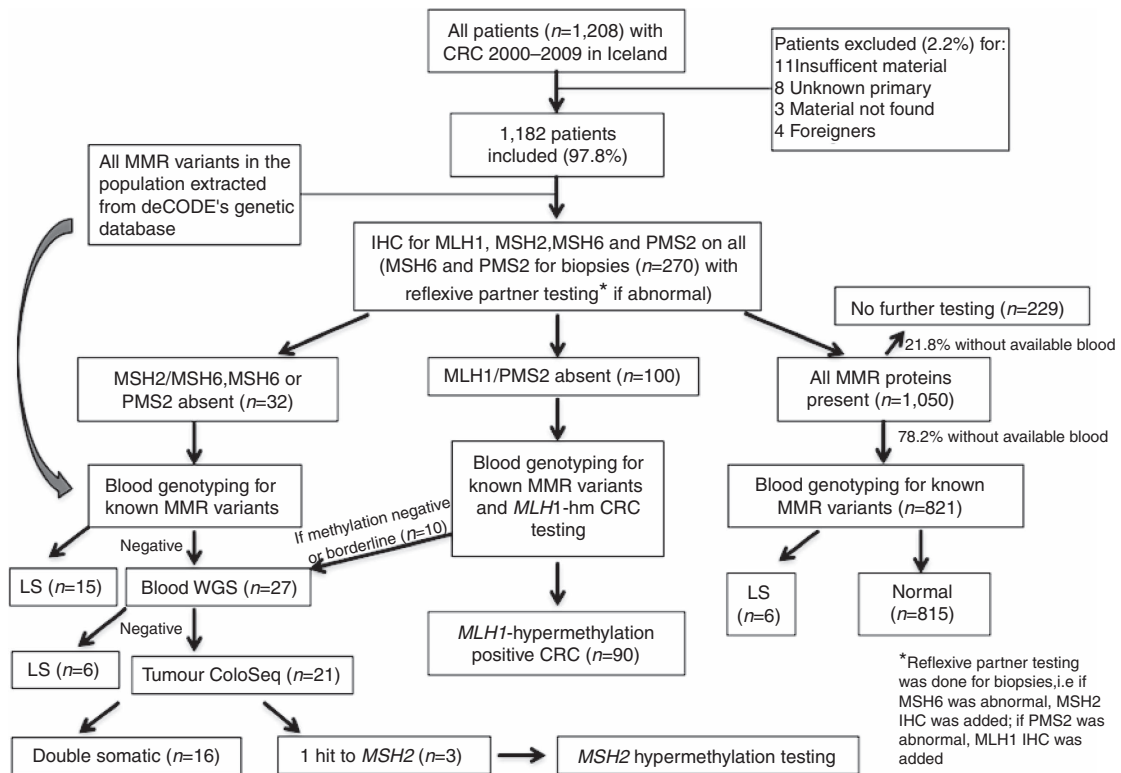 All patients (n=1,208) with
CRC 2000–2009 in Iceland
Patients excluded (2.2%) for:
11Insufficent material
8 Unknown primary
3 Material not found
4 Foreigners
1,182 patients
included (97.8%)
All MMR variants in the
population extracted
from deCODE's genetic
database
IHC for MLH1, MSH2,MSH6 and PMS2 on all
(MSH6 and PMS2 for biopsies (n=270) with
reflexive partner testing* if abnormal)
No further testing (n=229)
21.8% without available blood
MSH2/MSH6,MSH6 or
PMS2 absent (n=32)
MLH1/PMS2 absent (n=100)
All MMR proteins
present (n=1,050)
78.2% without available blood
Blood genotyping for
known MMR variants
Blood genotyping for
known MMR variants
and MLH1-hm CRC
testing
Blood genotyping for known
MMR variants (n=821)
If methylation negative
or borderline (n=10)
Negative
LS (n=15)
Blood WGS (n=27)
LS
(n=6)
Normal
(n=815)
Negative
MLH1-hypermethylation
positive CRC (n=90)
LS (n=6)
Tumour ColoSeq (n=21)
*Reflexive partner testing
was done for biopsies,i.e if
MSH6 was abnormal, MSH2
IHC was added; if PMS2 was
abnormal, MLH1 IHC was
added
Double somatic (n=16)
1 hit to MSH2 (n=3)
MSH2 hypermethylation testing